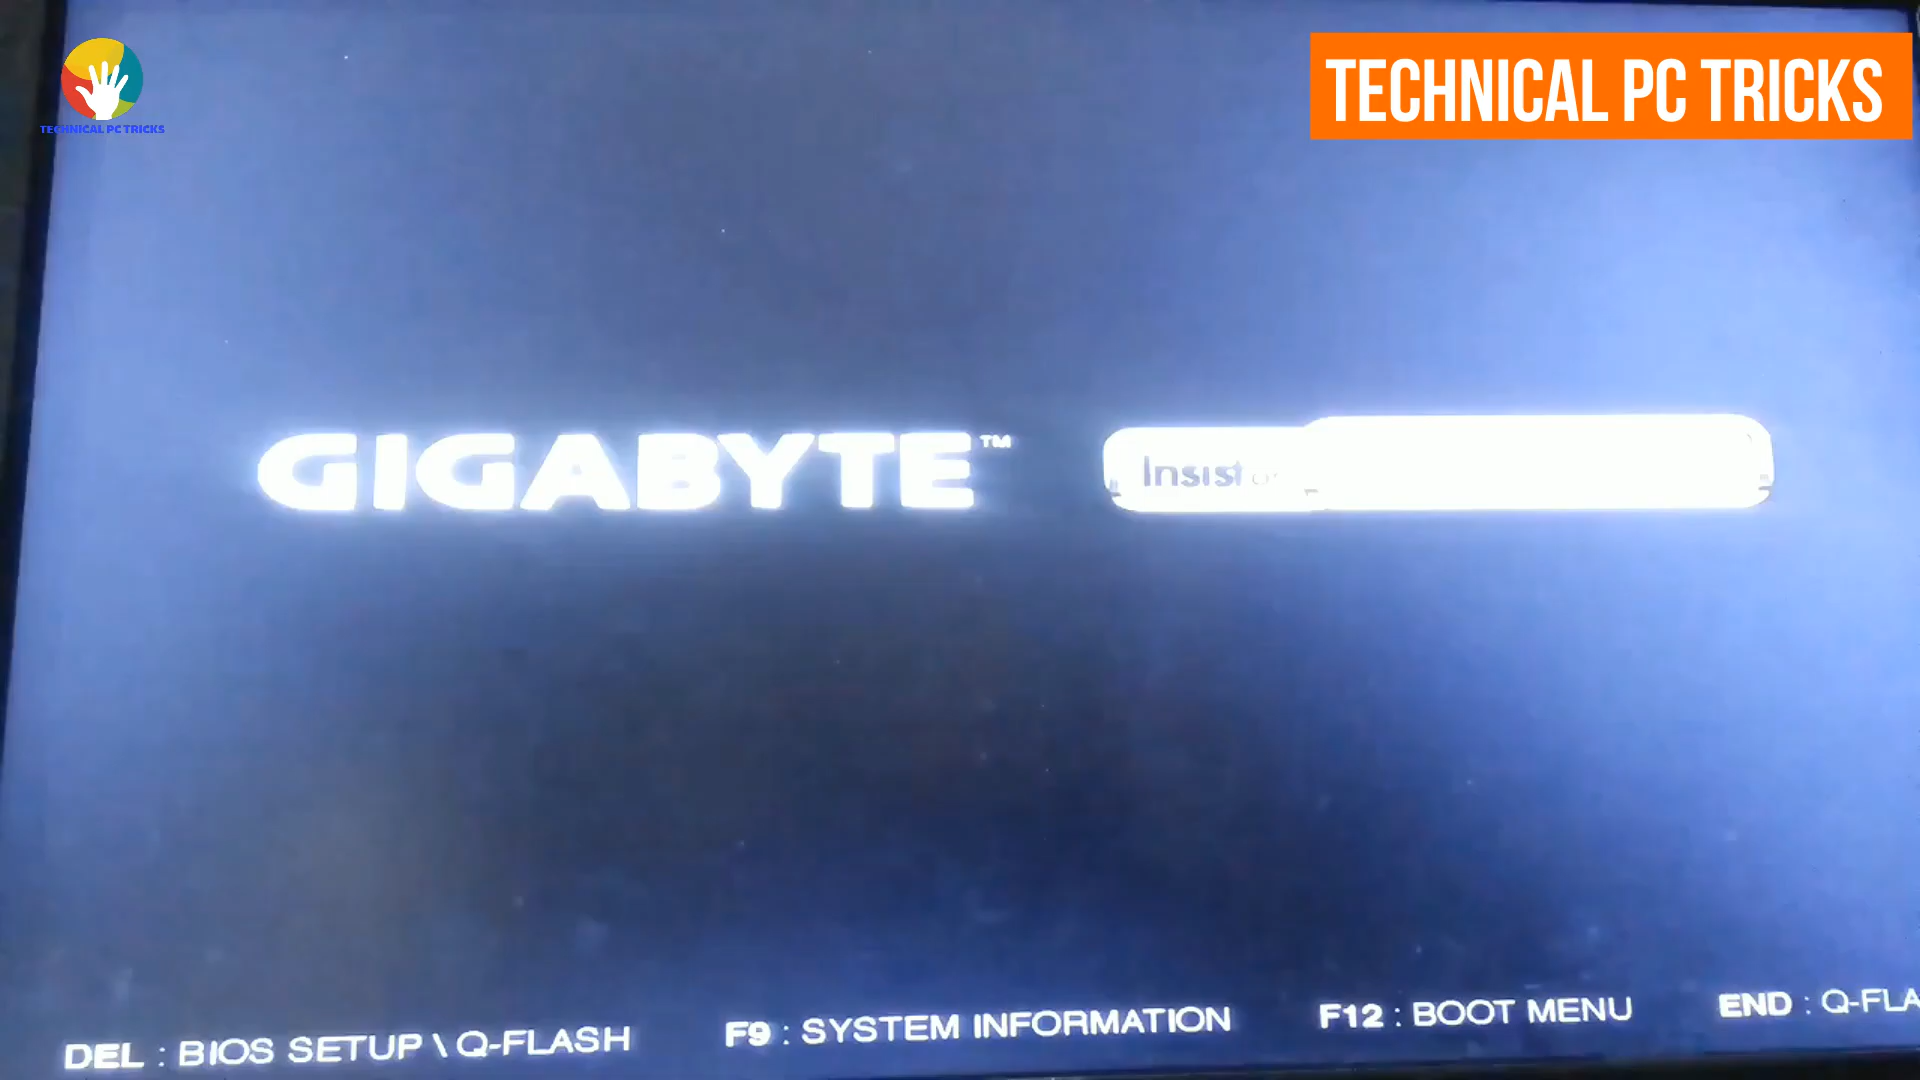 TECHNICAL PC TRICKS
TECHNICAL PC TRICKS
GIGABYTE™
Insist
DEL : BIOS SETUP \ Q-FLASH
F9 : SYSTEM INFORMATION
F12 : BOOT MENU
END : Q-FLA